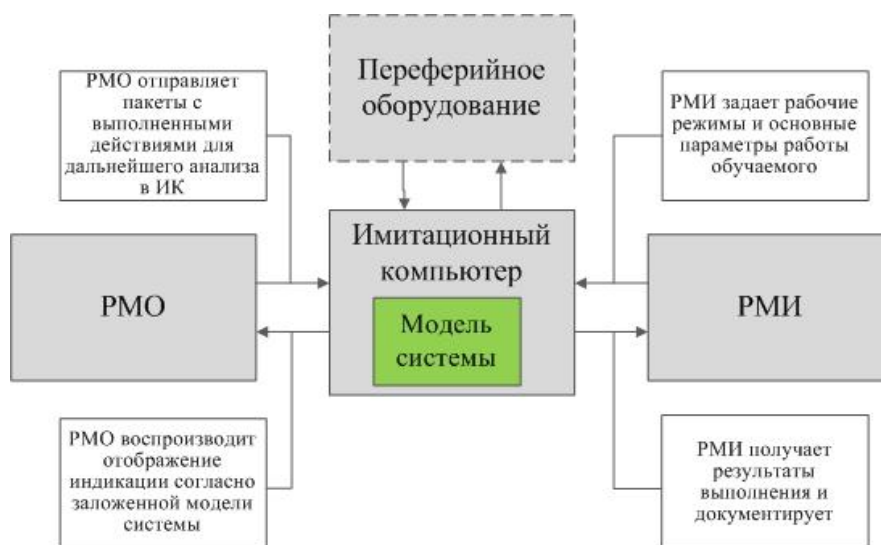 Переферийное
оборудование
РМО отправляет
пакеты с
выполненными
действиями для
дальнейшего анализа
в ИК
РМИ задает рабочие
режимы и основные
параметры работы
обучаемого
РМО
Имитационный
компьютер
Модель
системы
РМИ
РМО воспроизводит
отображение
индикации согласно
заложенной модели
системы
РМИ получает
результаты
выполнения и
документирует